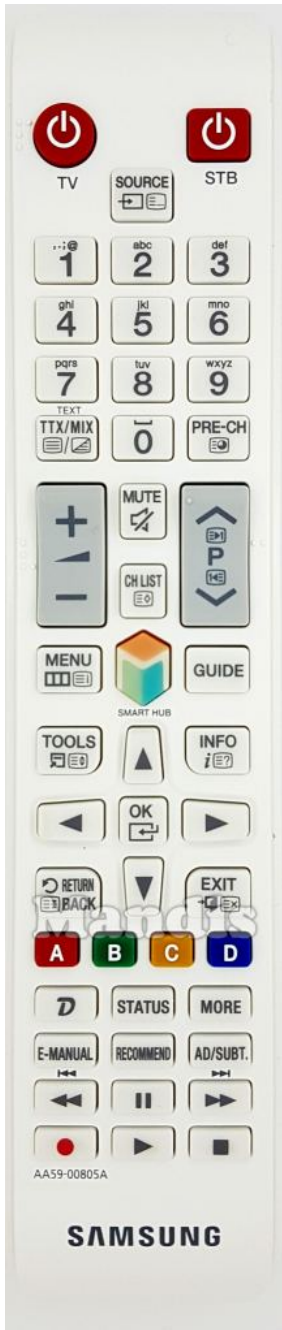 TV
STB
SOURCE
.,-;@ abc def
1 2 3
ghi jkl mno
4 5 6
pqrs tuv wxyz
7 8 9
TEXT
TTX/MIX 0 PRE-CH
MUTE
+ P
−
CH LIST
MENU GUIDE
SMART HUB
TOOLS INFO
i
OK
RETURN EXIT
BACK
Mandis
A B C D
D STATUS MORE
E-MANUAL RECOMMEND AD/SUBT.
AA59-00805A
SAMSUNG